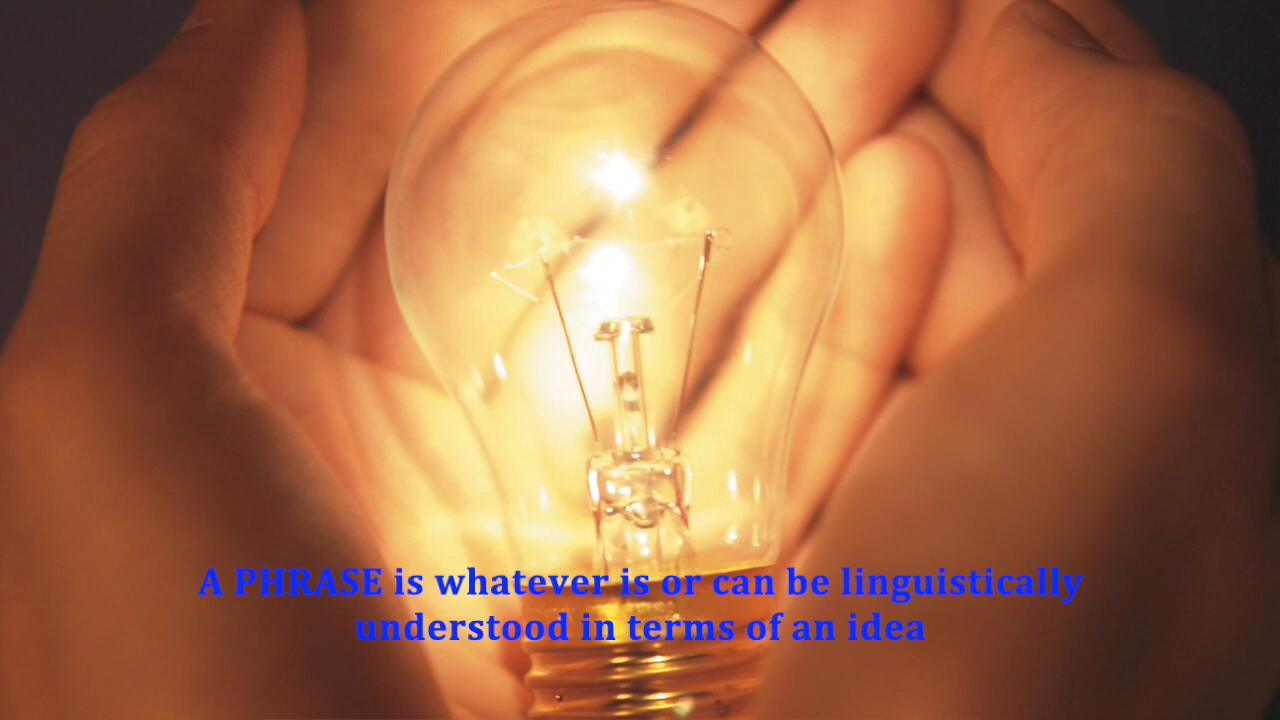 A PHRASE is whatever is or can be linguistically
understood in terms of an idea